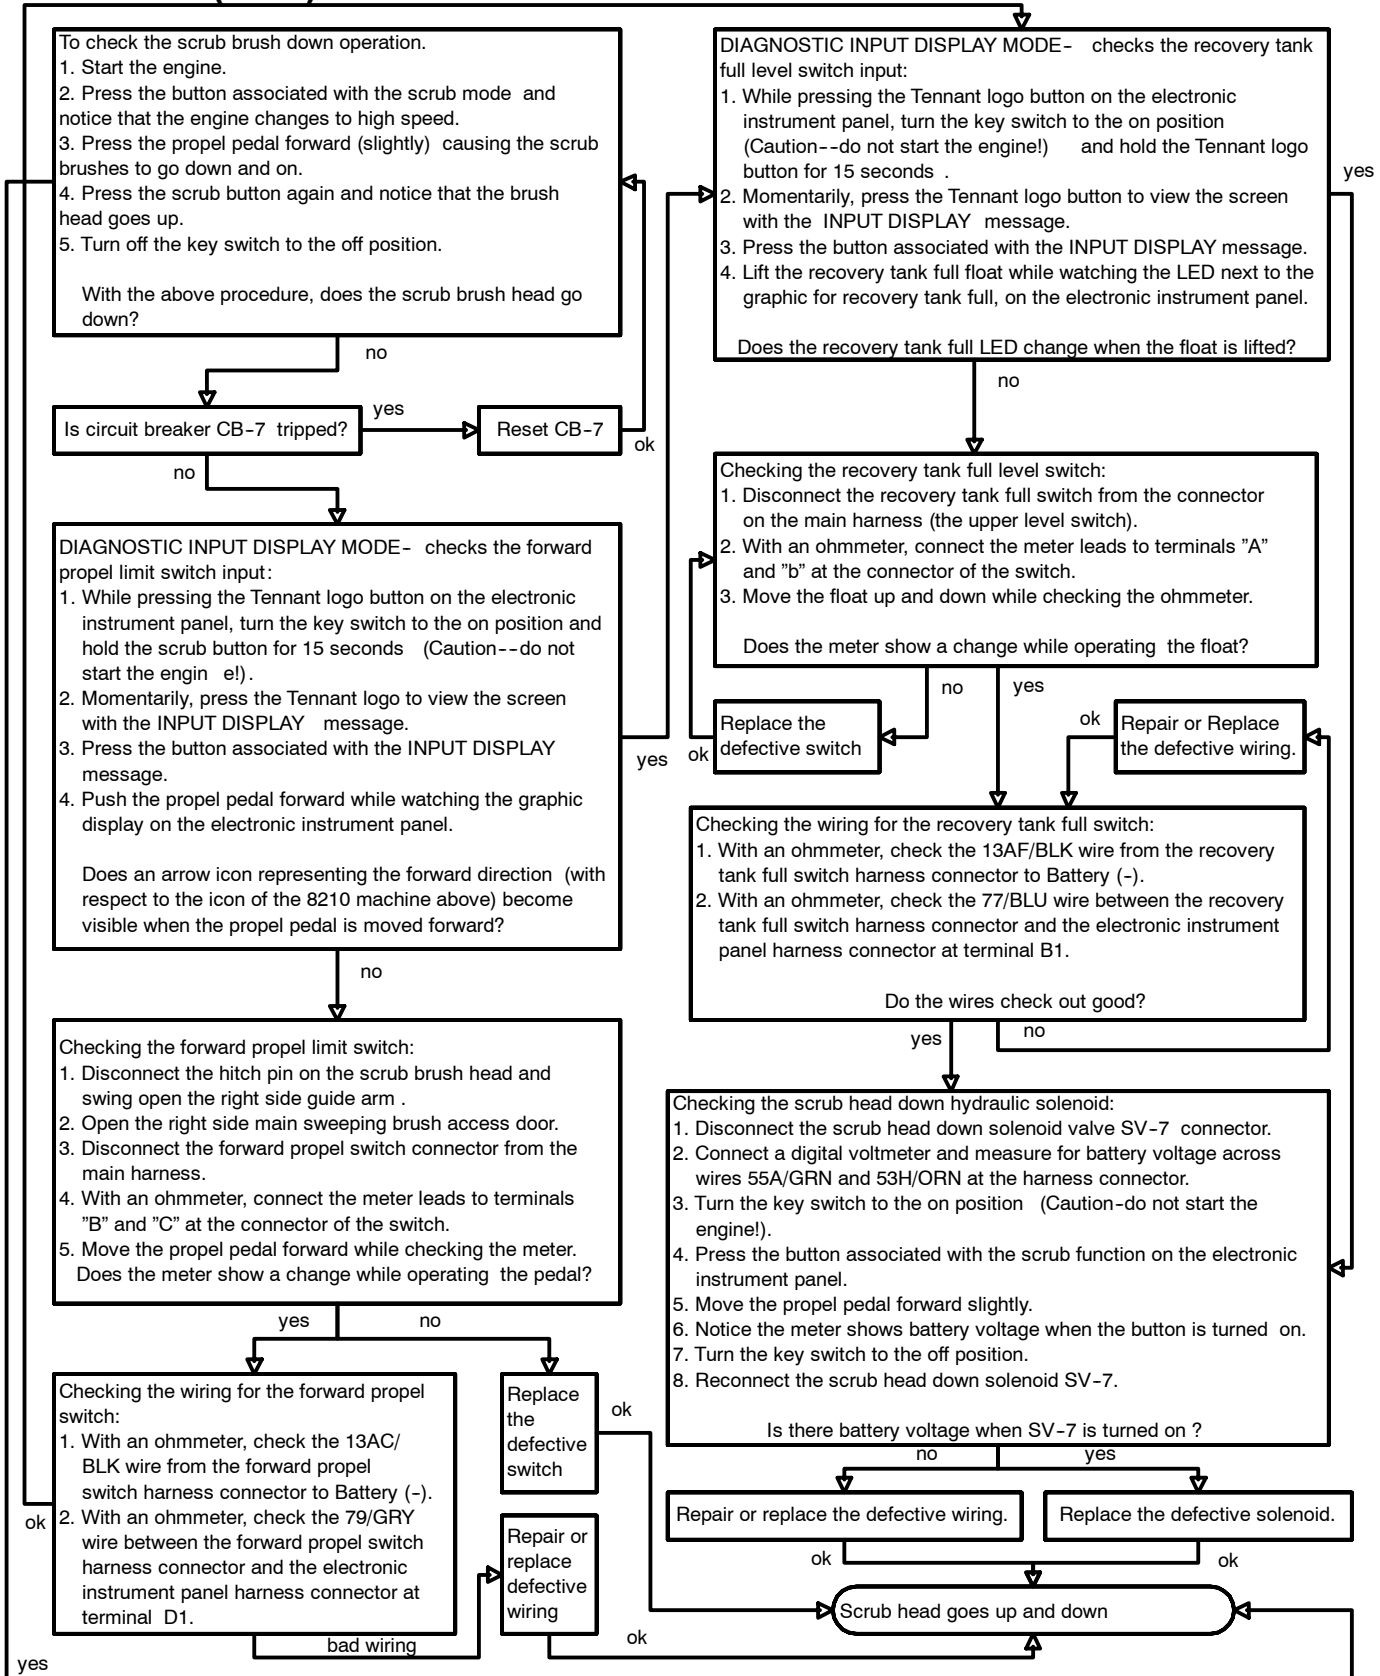 To check the scrub brush down operation.
1. Start the engine.
2. Press the button associated with the scrub mode and
notice that the engine changes to high speed.
3. Press the propel pedal forward (slightly) causing the scrub
brushes to go down and on.
4. Press the scrub button again and notice that the brush
head goes up.
5. Turn off the key switch to the off position.
With the above procedure, does the scrub brush head go
down?
no
Is circuit breaker CB-7 tripped?
yes
Reset CB-7
ok
no
DIAGNOSTIC INPUT DISPLAY MODE- checks the forward
propel limit switch input:
1. While pressing the Tennant logo button on the electronic
instrument panel, turn the key switch to the on position and
hold the scrub button for 15 seconds (Caution--do not
start the engin e!).
2. Momentarily, press the Tennant logo to view the screen
with the INPUT DISPLAY message.
3. Press the button associated with the INPUT DISPLAY
message.
4. Push the propel pedal forward while watching the graphic
display on the electronic instrument panel.
Does an arrow icon representing the forward direction (with
respect to the icon of the 8210 machine above) become
visible when the propel pedal is moved forward?
yes
no
Checking the forward propel limit switch:
1. Disconnect the hitch pin on the scrub brush head and
swing open the right side guide arm .
2. Open the right side main sweeping brush access door.
3. Disconnect the forward propel switch connector from the
main harness.
4. With an ohmmeter, connect the meter leads to terminals
”B” and ”C” at the connector of the switch.
5. Move the propel pedal forward while checking the meter.
Does the meter show a change while operating the pedal?
yes
no
Checking the wiring for the forward propel
switch:
1. With an ohmmeter, check the 13AC/
BLK wire from the forward propel
switch harness connector to Battery (-).
2. With an ohmmeter, check the 79/GRY
wire between the forward propel switch
harness connector and the electronic
instrument panel harness connector at
terminal D1.
ok
bad wiring
yes
Replace
the
defective
switch
ok
Repair or
replace
defective
wiring
ok
DIAGNOSTIC INPUT DISPLAY MODE- checks the recovery tank
full level switch input:
1. While pressing the Tennant logo button on the electronic
instrument panel, turn the key switch to the on position
(Caution--do not start the engine!) and hold the Tennant logo
button for 15 seconds .
2. Momentarily, press the Tennant logo button to view the screen
with the INPUT DISPLAY message.
3. Press the button associated with the INPUT DISPLAY message.
4. Lift the recovery tank full float while watching the LED next to the
graphic for recovery tank full, on the electronic instrument panel.
Does the recovery tank full LED change when the float is lifted?
yes
no
Checking the recovery tank full level switch:
1. Disconnect the recovery tank full switch from the connector
on the main harness (the upper level switch).
2. With an ohmmeter, connect the meter leads to terminals ”A”
and ”b” at the connector of the switch.
3. Move the float up and down while checking the ohmmeter.
Does the meter show a change while operating the float?
no
yes
Replace the
defective switch
ok
ok
Repair or Replace
the defective wiring.
Checking the wiring for the recovery tank full switch:
1. With an ohmmeter, check the 13AF/BLK wire from the recovery
tank full switch harness connector to Battery (-).
2. With an ohmmeter, check the 77/BLU wire between the recovery
tank full switch harness connector and the electronic instrument
panel harness connector at terminal B1.
Do the wires check out good?
yes
no
Checking the scrub head down hydraulic solenoid:
1. Disconnect the scrub head down solenoid valve SV-7 connector.
2. Connect a digital voltmeter and measure for battery voltage across
wires 55A/GRN and 53H/ORN at the harness connector.
3. Turn the key switch to the on position (Caution-do not start the
engine!).
4. Press the button associated with the scrub function on the electronic
instrument panel.
5. Move the propel pedal forward slightly.
6. Notice the meter shows battery voltage when the button is turned on.
7. Turn the key switch to the off position.
8. Reconnect the scrub head down solenoid SV-7.
Is there battery voltage when SV-7 is turned on ?
no
yes
Repair or replace the defective wiring.
Replace the defective solenoid.
ok
ok
Scrub head goes up and down